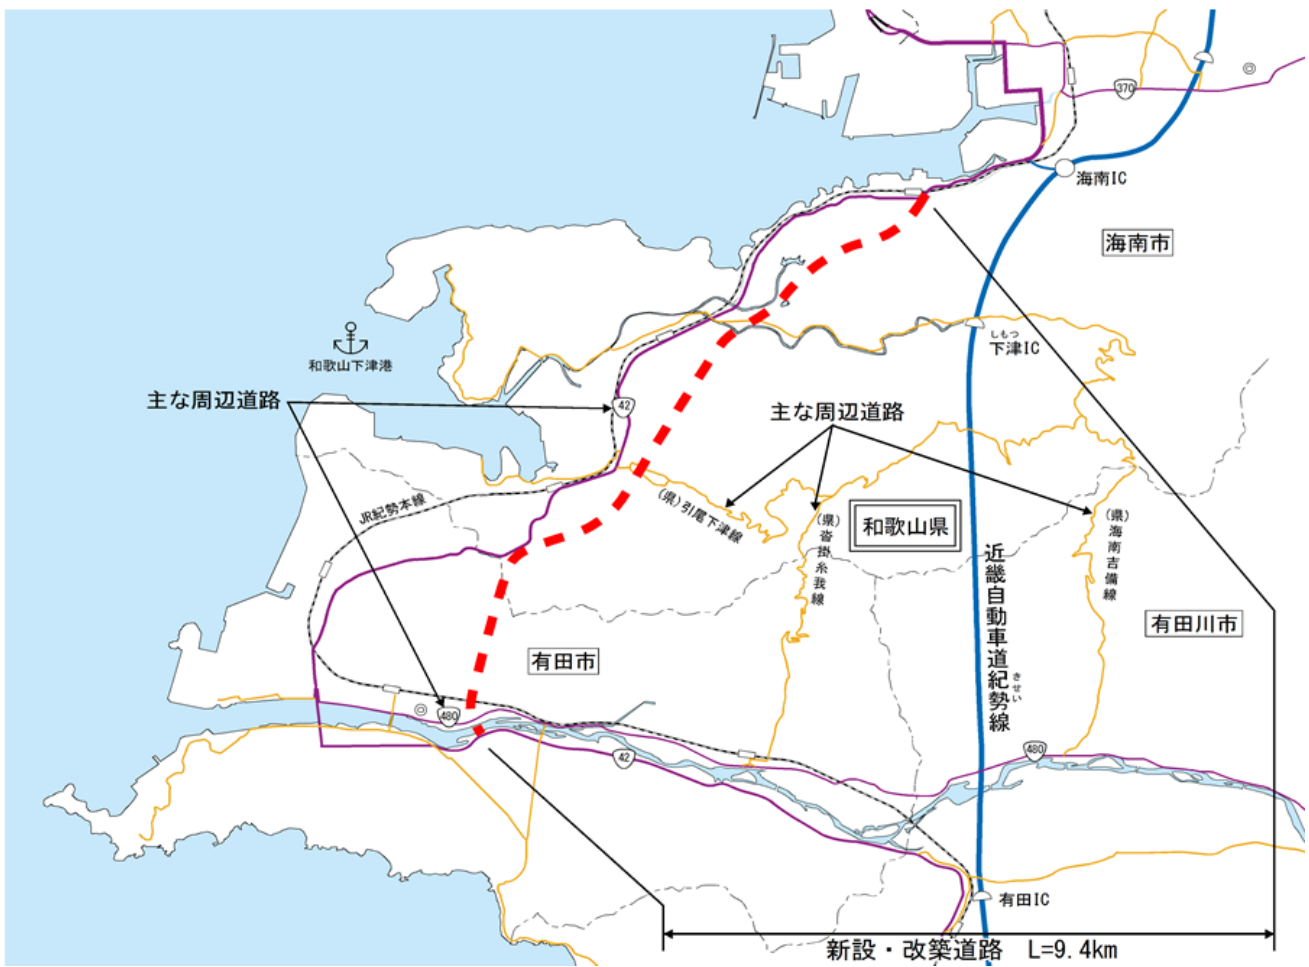 370
海南IC
海南市
しもつ
下津IC
和歌山下津港
主な周辺道路
42
主な周辺道路
JR紀勢本線
(県)引尾下津線
(県)沓掛糸我線
和歌山県
(県)海南吉備線
近畿自動車道紀勢線
きせい
有田川市
有田市
480
42
480
有田IC
新設・改築道路 L=9.4km